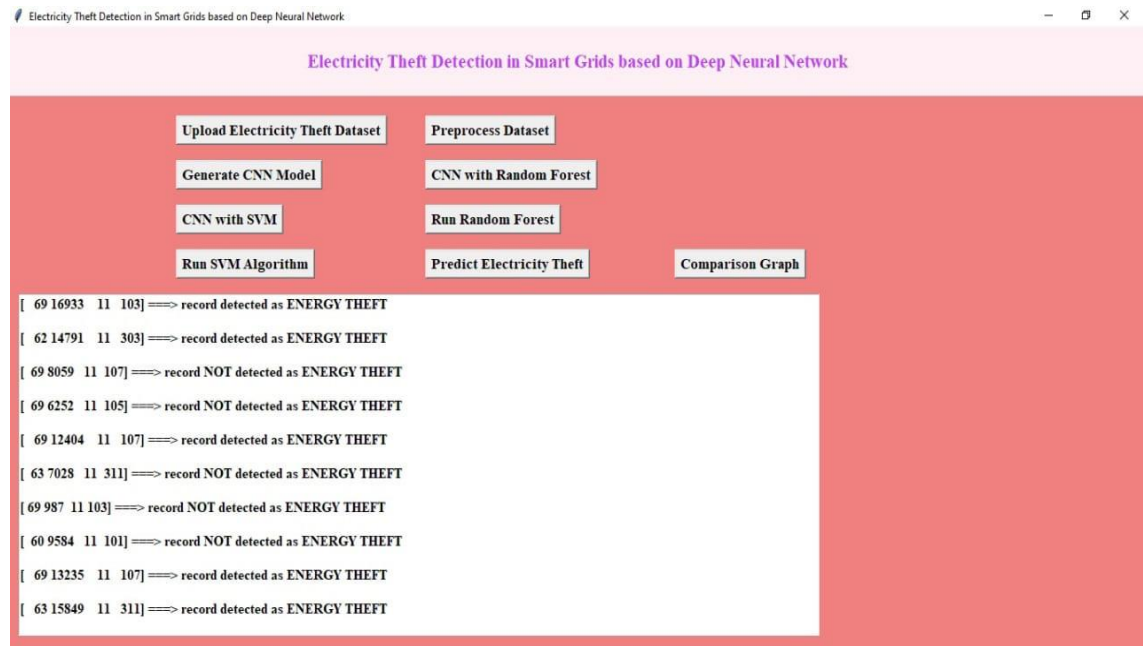 Electricity Theft Detection in Smart Grids based on Deep Neural Network
Electricity Theft Detection in Smart Grids based on Deep Neural Network
Upload Electricity Theft Dataset Preprocess Dataset
Generate CNN Model CNN with Random Forest
CNN with SVM Run Random Forest
Run SVM Algorithm Predict Electricity Theft Comparison Graph
[ 69 16933 11 103] ===> record detected as ENERGY THEFT
[ 62 14791 11 303] ===> record detected as ENERGY THEFT
[ 69 8059 11 107] ===> record NOT detected as ENERGY THEFT
[ 69 6252 11 105] ===> record NOT detected as ENERGY THEFT
[ 69 12404 11 107] ===> record detected as ENERGY THEFT
[ 63 7028 11 311] ===> record NOT detected as ENERGY THEFT
[ 69 987 11 103] ===> record NOT detected as ENERGY THEFT
[ 60 9584 11 101] ===> record NOT detected as ENERGY THEFT
[ 69 13235 11 107] ===> record detected as ENERGY THEFT
[ 63 15849 11 311] ===> record detected as ENERGY THEFT